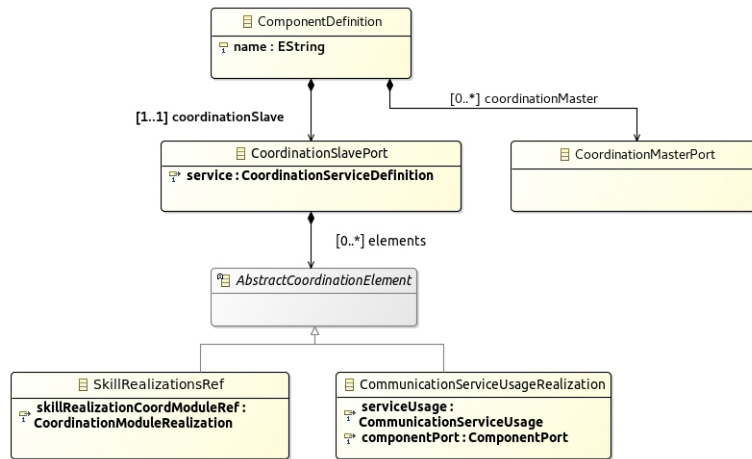 ComponentDefinition
name : EString
[0..*] coordinationMaster
[1..1] coordinationSlave
CoordinationSlavePort
service : CoordinationServiceDefinition
CoordinationMasterPort
[0..*] elements
AbstractCoordinationElement
SkillRealizationsRef
skillRealizationCoordModuleRef :
CoordinationModuleRealization
CommunicationServiceUsageRealization
serviceUsage :
CommunicationServiceUsage
componentPort : ComponentPort